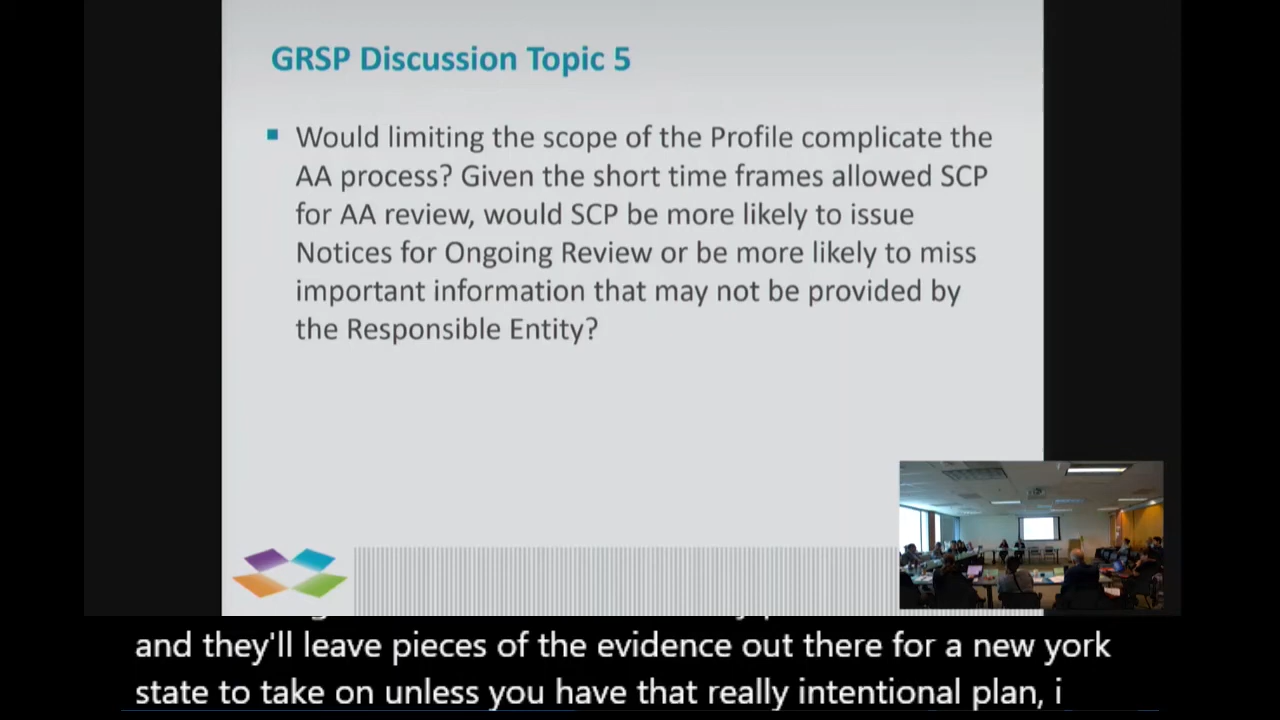 GRSP Discussion Topic 5
Would limiting the scope of the Profile complicate the
AA process? Given the short time frames allowed SCP
for AA review, would SCP be more likely to issue
Notices for Ongoing Review or be more likely to miss
important information that may not be provided by
the Responsible Entity?
and they'll leave pieces of the evidence out there for a new york
state to take on unless you have that really intentional plan, i